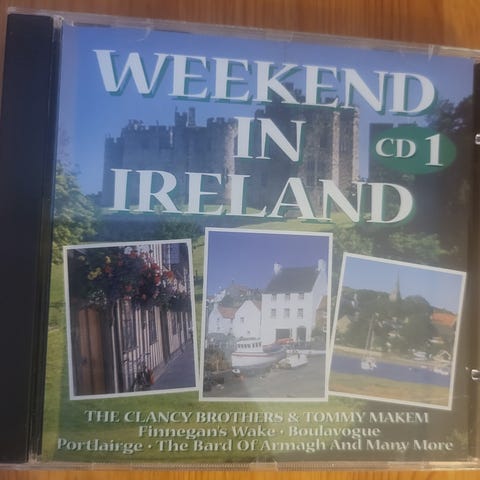 WEEKEND
IN
IRELAND
CD 1
THE CLANCY BROTHERS & TOMMY MAKEM
Finnegan's Wake · Boulavogue
Portlairge · The Bard Of Armagh And Many More